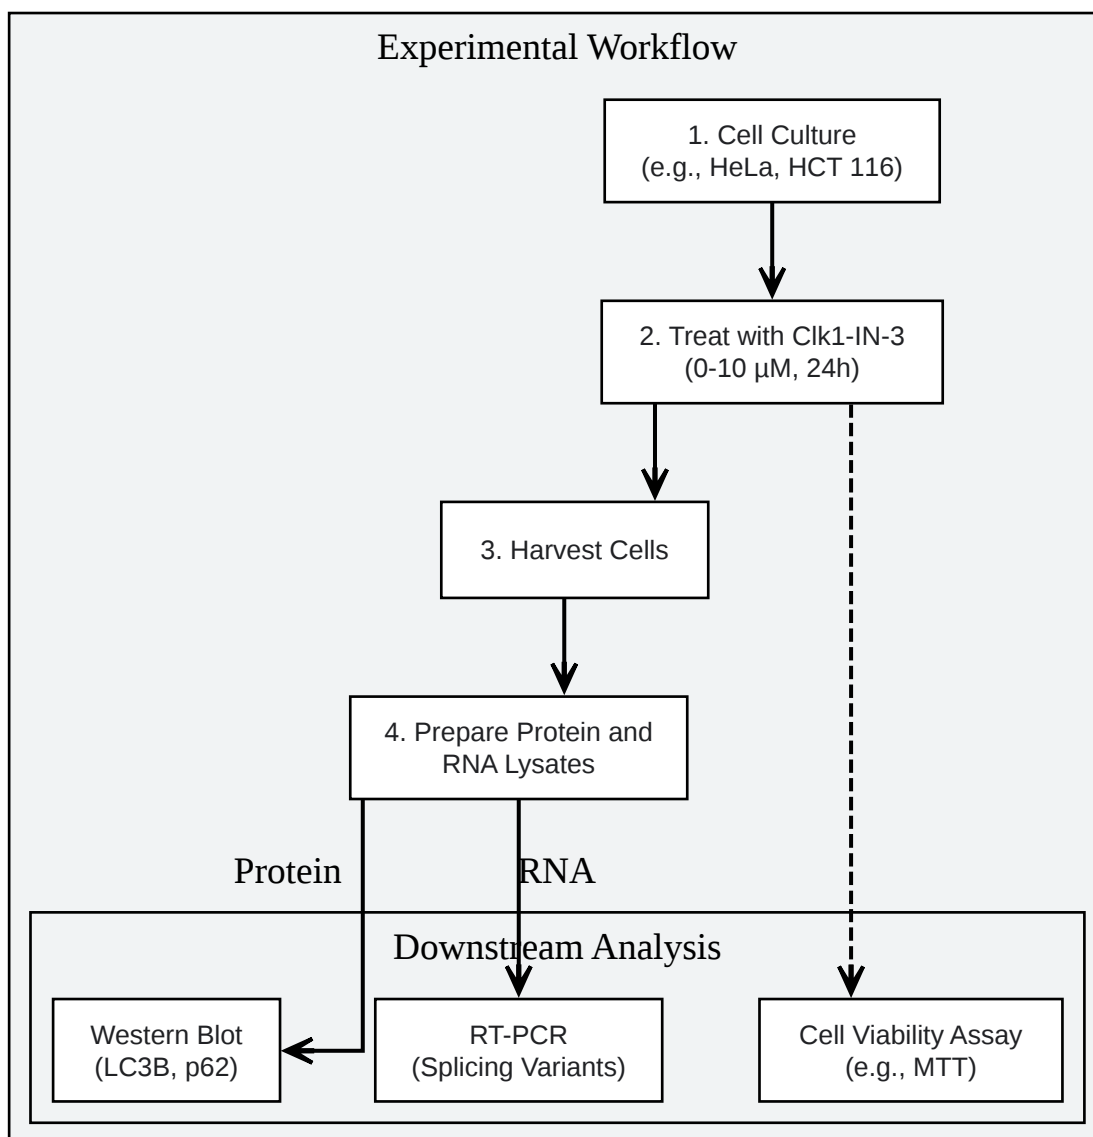 Experimental Workflow
1. Cell Culture
(e.g., HeLa, HCT 116)
2. Treat with Clk1-IN-3
(0-10 µM, 24h)
3. Harvest Cells
4. Prepare Protein and
RNA Lysates
Protein
RNA
Downstream Analysis
Western Blot
(LC3B, p62)
RT-PCR
(Splicing Variants)
Cell Viability Assay
(e.g., MTT)